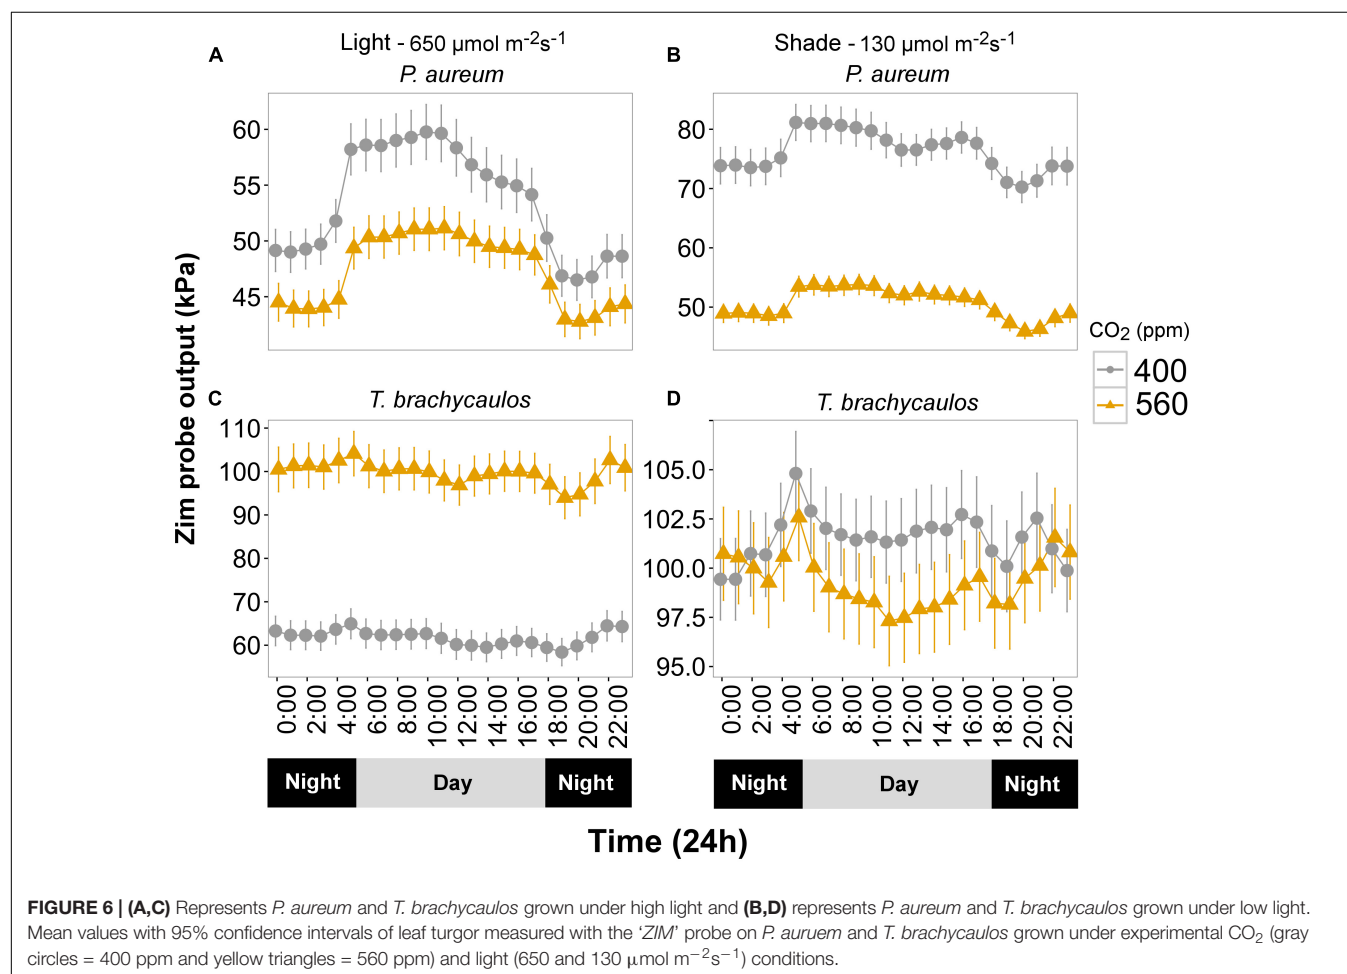 A
Light - 650 µmol m-2s-1
P. aureum
B
Shade - 130 µmol m-2s-1
P. aureum
60
55
50
45
80
70
60
50
Zim probe output (kPa)
CO2 (ppm)
400
560
C
T. brachycaulos
D
T. brachycaulos
110
100
90
80
70
60
105.0
102.5
100.0
97.5
95.0
0:00 2:00 4:00 6:00 8:00 10:00 12:00 14:00 16:00 18:00 20:00 22:00
0:00 2:00 4:00 6:00 8:00 10:00 12:00 14:00 16:00 18:00 20:00 22:00
Night Day Night
Night Day Night
Time (24h)
FIGURE 6 | (A,C) Represents P. aureum and T. brachycaulos grown under high light and (B,D) represents P. aureum and T. brachycaulos grown under low light.
Mean values with 95% confidence intervals of leaf turgor measured with the ‘ZIM’ probe on P. auruem and T. brachycaulos grown under experimental CO2 (gray
circles = 400 ppm and yellow triangles = 560 ppm) and light (650 and 130 µmol m−2s−1) conditions.